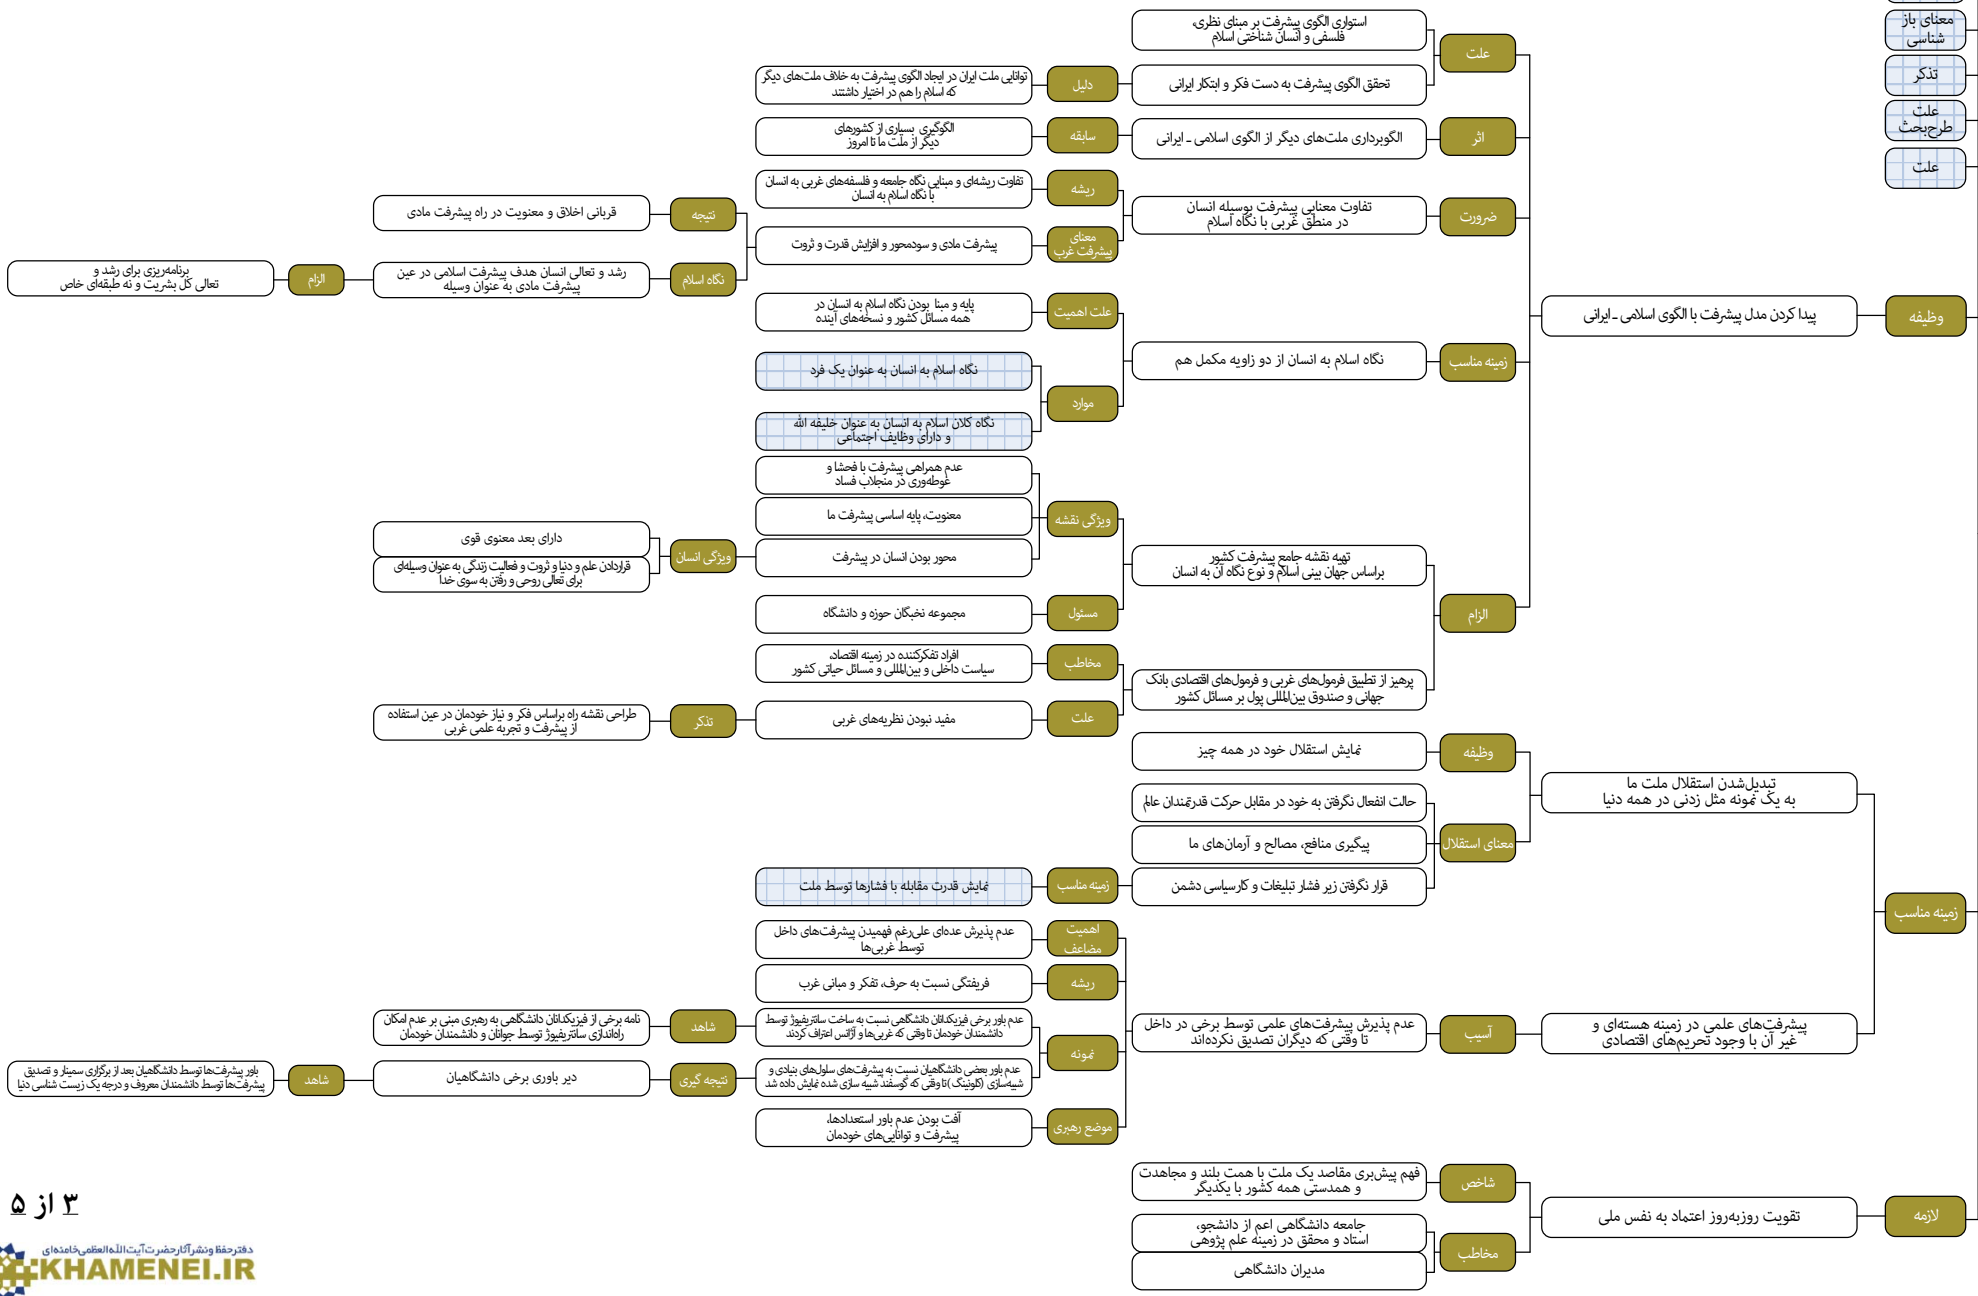 معنای باز
شناسی
تذکر
علت
طرح‌بحث
علت
وظیفه
پیدا کردن مدل پیشرفت با الگوی اسلامی ـ ایرانی
علت
استواری الگوی پیشرفت بر مبنای نظری،
فلسفی و انسان شناختی اسلام
تحقق الگوی پیشرفت به دست فکر و ابتکار ایرانی
دلیل
توانایی ملت ایران در ایجاد الگوی پیشرفت به خلاف ملت‌های دیگر
که اسلام را هم در اختیار داشتند
اثر
الگوبرداری ملت‌های دیگر از الگوی اسلامی ـ ایرانی
سابقه
الگوگیری بسیاری از کشورهای
دیگر از ملت ما تا امروز
ضرورت
تفاوت معنایی پیشرفت بوسیله انسان
در منطق غربی با نگاه اسلام
ریشه
تفاوت ریشه‌ای و مبنایی نگاه جامعه و فلسفه‌های غربی به انسان
با نگاه اسلام به انسان
معنای
پیشرفت غرب
پیشرفت مادی و سودمحور و افزایش قدرت و ثروت
نتیجه
قربانی اخلاق و معنویت در راه پیشرفت مادی
نگاه اسلام
رشد و تعالی انسان هدف پیشرفت اسلامی در عین
پیشرفت مادی به عنوان وسیله
الزام
برنامه‌ریزی برای رشد و
تعالی کل بشریت و نه طبقه‌ای خاص
زمینه مناسب
نگاه اسلام به انسان از دو زاویه مکمل هم
علت اهمیت
پایه و مبنا بودن نگاه اسلام به انسان در
همه مسائل کشور و نسخه‌های آینده
موارد
نگاه اسلام به انسان به عنوان یک فرد
نگاه کلان اسلام به انسان به عنوان خلیفه الله
و دارای وظایف اجتماعی
الزام
تهیه نقشه جامع پیشرفت کشور
براساس جهان بینی اسلام و نوع نگاه آن به انسان
ویژگی نقشه
عدم همراهی پیشرفت با فحشا و
غوطه‌وری در منجلاب فساد
معنویت، پایه اساسی پیشرفت ما
محور بودن انسان در پیشرفت
ویژگی انسان
دارای بعد معنوی قوی
قراردادن علم و دنیا و ثروت و فعالیت زندگی به عنوان وسیله‌ای
برای تعالی روحی و رفتن به سوی خدا
مسئول
مجموعه نخبگان حوزه و دانشگاه
پرهیز از تطبیق فرمول‌های غربی و فرمول‌های اقتصادی بانک
جهانی و صندوق بین‌المللی پول بر مسائل کشور
مخاطب
افراد تفکرکننده در زمینه اقتصاد،
سیاست داخلی و بین‌المللی و مسائل حیاتی کشور
علت
مفید نبودن نظریه‌های غربی
تذکر
طراحی نقشه راه براساس فکر و نیاز خودمان در عین استفاده
از پیشرفت و تجربه علمی غربی
زمینه مناسب
تبدیل‌شدن استقلال ملت ما
به یک نمونه مثل زدنی در همه دنیا
وظیفه
نمایش استقلال خود در همه چیز
معنای استقلال
حالت انفعال نگرفتن به خود در مقابل حرکت قدرتمندان عالم
پیگیری منافع، مصالح و آرمان‌های ما
قرار نگرفتن زیر فشار تبلیغات و کارسیاسی دشمن
زمینه مناسب
نمایش قدرت مقابله با فشارها توسط ملت
پیشرفت‌های علمی در زمینه هسته‌ای و
غیر آن با وجود تحریم‌های اقتصادی
آسیب
عدم پذیرش پیشرفت‌های علمی توسط برخی در داخل
تا وقتی که دیگران تصدیق نکرده‌اند
اهمیت
مضاعف
عدم پذیرش عده‌ای علی‌رغم فهمیدن پیشرفت‌های داخل
توسط غربی‌ها
ریشه
فریفتگی نسبت به حرف، تفکر و مبانی غرب
نمونه
عدم باور برخی فیزیکدانان دانشگاهی نسبت به ساخت سانتریفیوژ توسط
دانشمندان خودمان تا وقتی که غربی‌ها و آژانس اعتراف کردند
شاهد
نامه برخی از فیزیکدانان دانشگاهی به رهبری مبنی بر عدم امکان
راه‌اندازی سانتریفیوژ توسط جوانان و دانشمندان خودمان
عدم باور بعضی دانشگاهیان نسبت به پیشرفت‌های سلول‌های بنیادی و
شبیه‌سازی (کلونینگ )تا وقتی که گوسفند شبیه سازی شده نمایش داده شد
نتیجه گیری
دیر باوری برخی دانشگاهیان
شاهد
باور پیشرفت‌ها توسط دانشگاهیان بعد از برگزاری سمینار و تصدیق
پیشرفت‌ها توسط دانشمندان معروف و درجه یک زیست شناسی دنیا
موضع رهبری
آفت بودن عدم باور استعدادها،
پیشرفت و توانایی‌های خودمان
لازمه
تقویت روزبه‌روز اعتماد به نفس ملی
شاخص
فهم پیش‌بری مقاصد یک ملت با همت بلند و مجاهدت
و همدستی همه کشور با یکدیگر
مخاطب
جامعه دانشگاهی اعم از دانشجو،
استاد و محقق در زمینه علم پژوهی
مدیران دانشگاهی
۳ از ۵
دفتر حفظ و نشر آثار حضرت آیت‌الله‌العظمی خامنه‌ای
KHAMENEI.IR